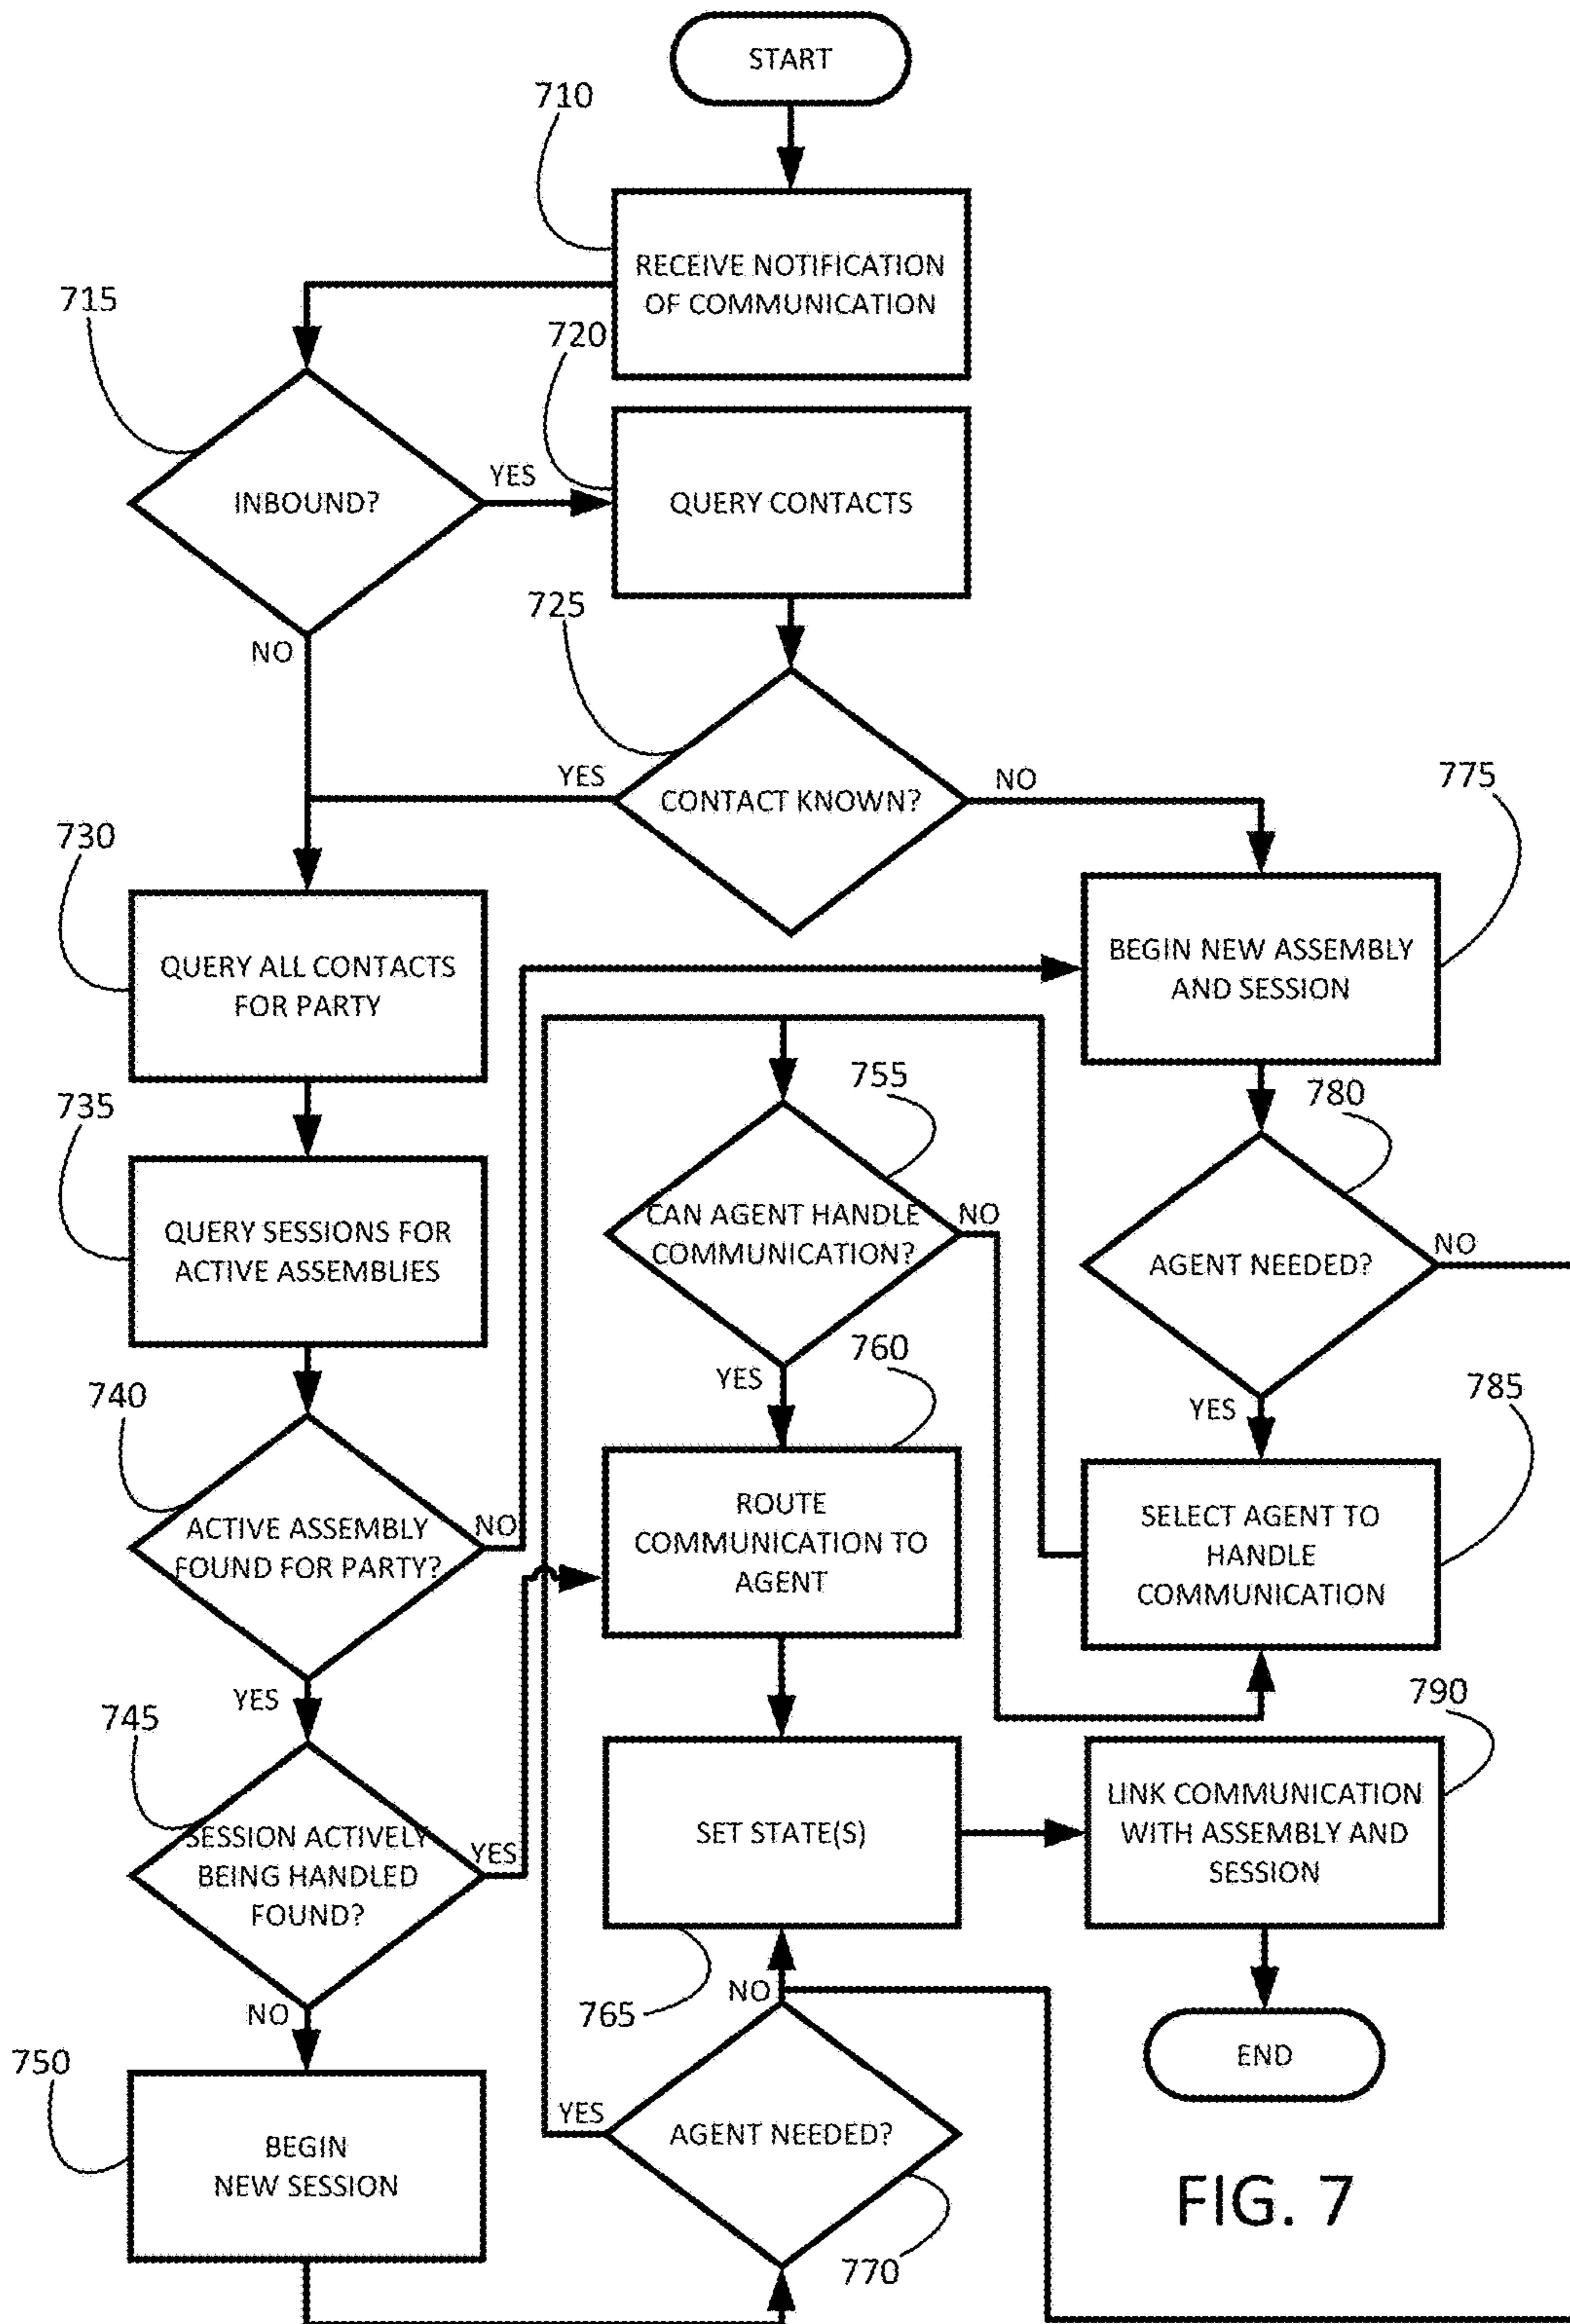 START
710
RECEIVE NOTIFICATION
OF COMMUNICATION
715
720
INBOUND?
YES
QUERY CONTACTS
NO
725
YES
CONTACT KNOWN?
NO
775
730
QUERY ALL CONTACTS
FOR PARTY
BEGIN NEW ASSEMBLY
AND SESSION
735
755
780
QUERY SESSIONS FOR
ACTIVE ASSEMBLIES
CAN AGENT HANDLE
COMMUNICATION?
NO
AGENT NEEDED?
NO
740
YES
760
YES
785
ACTIVE ASSEMBLY
FOUND FOR PARTY?
NO
ROUTE
COMMUNICATION TO
AGENT
SELECT AGENT TO
HANDLE
COMMUNICATION
YES
745
790
SESSION ACTIVELY
BEING HANDLED
FOUND?
YES
SET STATE(S)
LINK COMMUNICATION
WITH ASSEMBLY AND
SESSION
NO
765
NO
END
750
BEGIN
NEW SESSION
YES
AGENT NEEDED?
770
FIG. 7